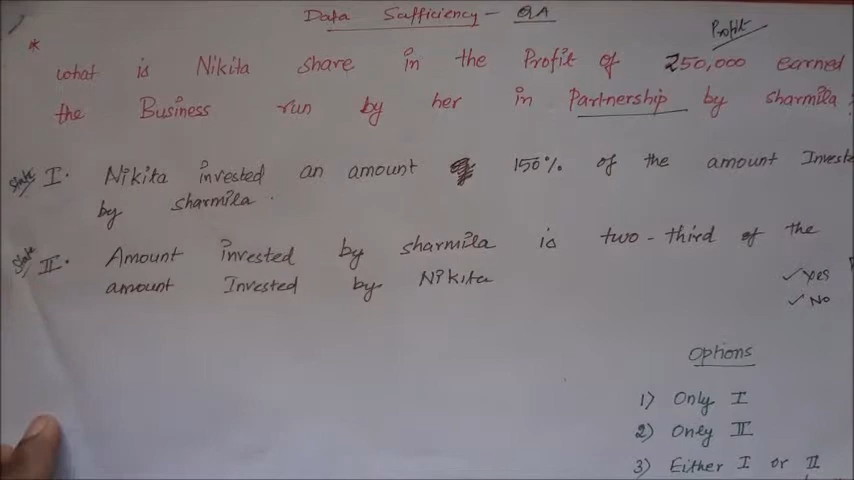 Data Sufficiency - QA
Profit
* what is Nikita share in the Profit of 250,000 earned
the Business run by her in Partnership by sharmila
State I. Nikita invested an amount 150% of the amount Investe
by sharmila.
State II. Amount invested by sharmila is two-third of the
amount Invested by Nikita
✓ Yes
✓ No
Options
1) Only I
2) Only II
3) Either I or II